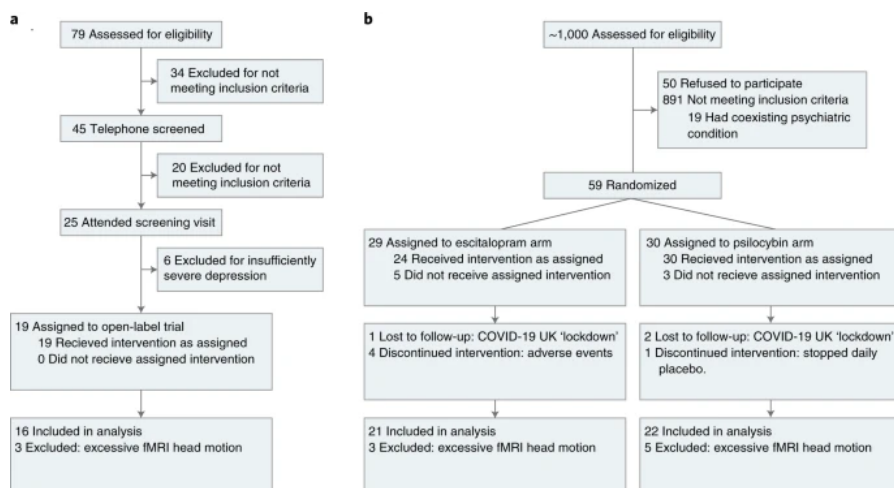 a
79 Assessed for eligibility
34 Excluded for not
meeting inclusion criteria
45 Telephone screened
20 Excluded for not
meeting inclusion criteria
25 Attended screening visit
6 Excluded for insufficiently
severe depression
19 Assigned to open-label trial
19 Recieved intervention as assigned
0 Did not recieve assigned intervention
16 Included in analysis
3 Excluded: excessive fMRI head motion
b
~1,000 Assessed for eligibility
50 Refused to participate
891 Not meeting inclusion criteria
19 Had coexisting psychiatric
condition
59 Randomized
29 Assigned to escitalopram arm
24 Received intervention as assigned
5 Did not receive assigned intervention
1 Lost to follow-up: COVID-19 UK ‘lockdown’
4 Discontinued intervention: adverse events
21 Included in analysis
3 Excluded: excessive fMRI head motion
30 Assigned to psilocybin arm
30 Recieved intervention as assigned
3 Did not recieve assigned intervention
2 Lost to follow-up: COVID-19 UK ‘lockdown’
1 Discontinued intervention: stopped daily
placebo.
22 Included in analysis
5 Excluded: excessive fMRI head motion